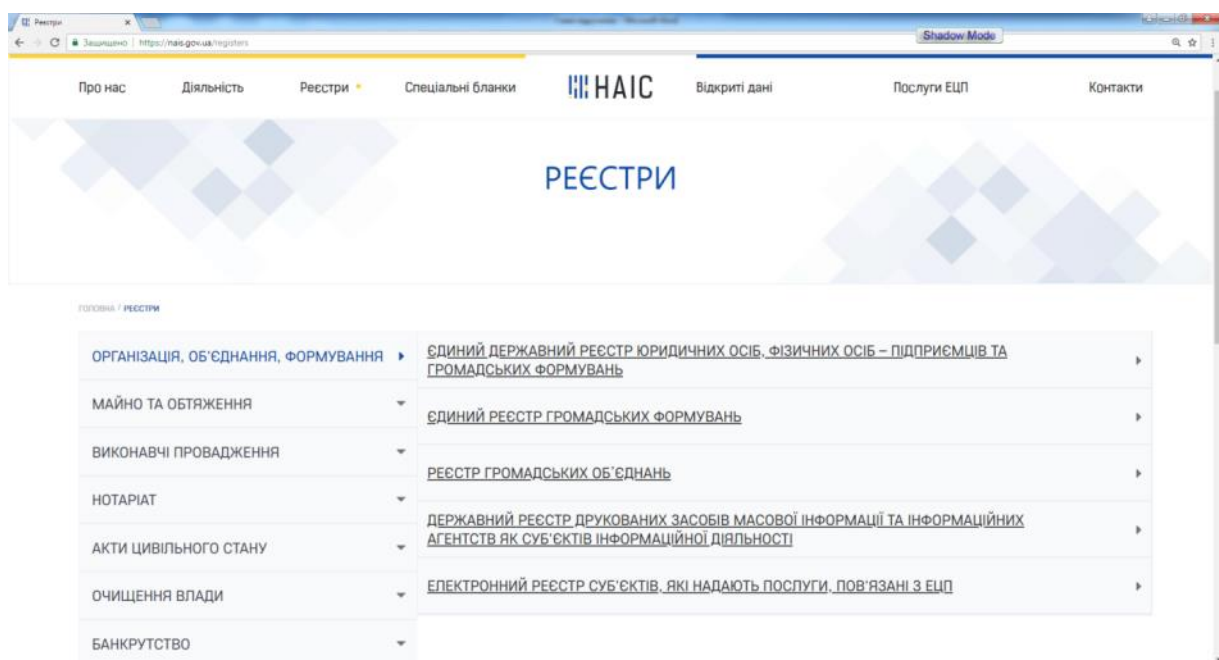 Реєстри
Shadow Mode
Защищено https://nais.gov.ua/registers
Про нас Діяльність Реєстри Спеціальні бланки НАІС Відкриті дані Послуги ЕЦП Контакти
РЕЄСТРИ
ГОЛОВНА / РЕЄСТРИ
ОРГАНІЗАЦІЯ, ОБ'ЄДНАННЯ, ФОРМУВАННЯ
МАЙНО ТА ОБТЯЖЕННЯ
ВИКОНАВЧІ ПРОВАДЖЕННЯ
НОТАРІАТ
АКТИ ЦИВІЛЬНОГО СТАНУ
ОЧИЩЕННЯ ВЛАДИ
БАНКРУТСТВО
ЄДИНИЙ ДЕРЖАВНИЙ РЕЄСТР ЮРИДИЧНИХ ОСІБ, ФІЗИЧНИХ ОСІБ – ПІДПРИЄМЦІВ ТА
ГРОМАДСЬКИХ ФОРМУВАНЬ
ЄДИНИЙ РЕЄСТР ГРОМАДСЬКИХ ФОРМУВАНЬ
РЕЄСТР ГРОМАДСЬКИХ ОБ'ЄДНАНЬ
ДЕРЖАВНИЙ РЕЄСТР ДРУКОВАНИХ ЗАСОБІВ МАСОВОЇ ІНФОРМАЦІЇ ТА ІНФОРМАЦІЙНИХ
АГЕНТСТВ ЯК СУБ'ЄКТІВ ІНФОРМАЦІЙНОЇ ДІЯЛЬНОСТІ
ЕЛЕКТРОННИЙ РЕЄСТР СУБ'ЄКТІВ, ЯКІ НАДАЮТЬ ПОСЛУГИ, ПОВ'ЯЗАНІ З ЕЦП